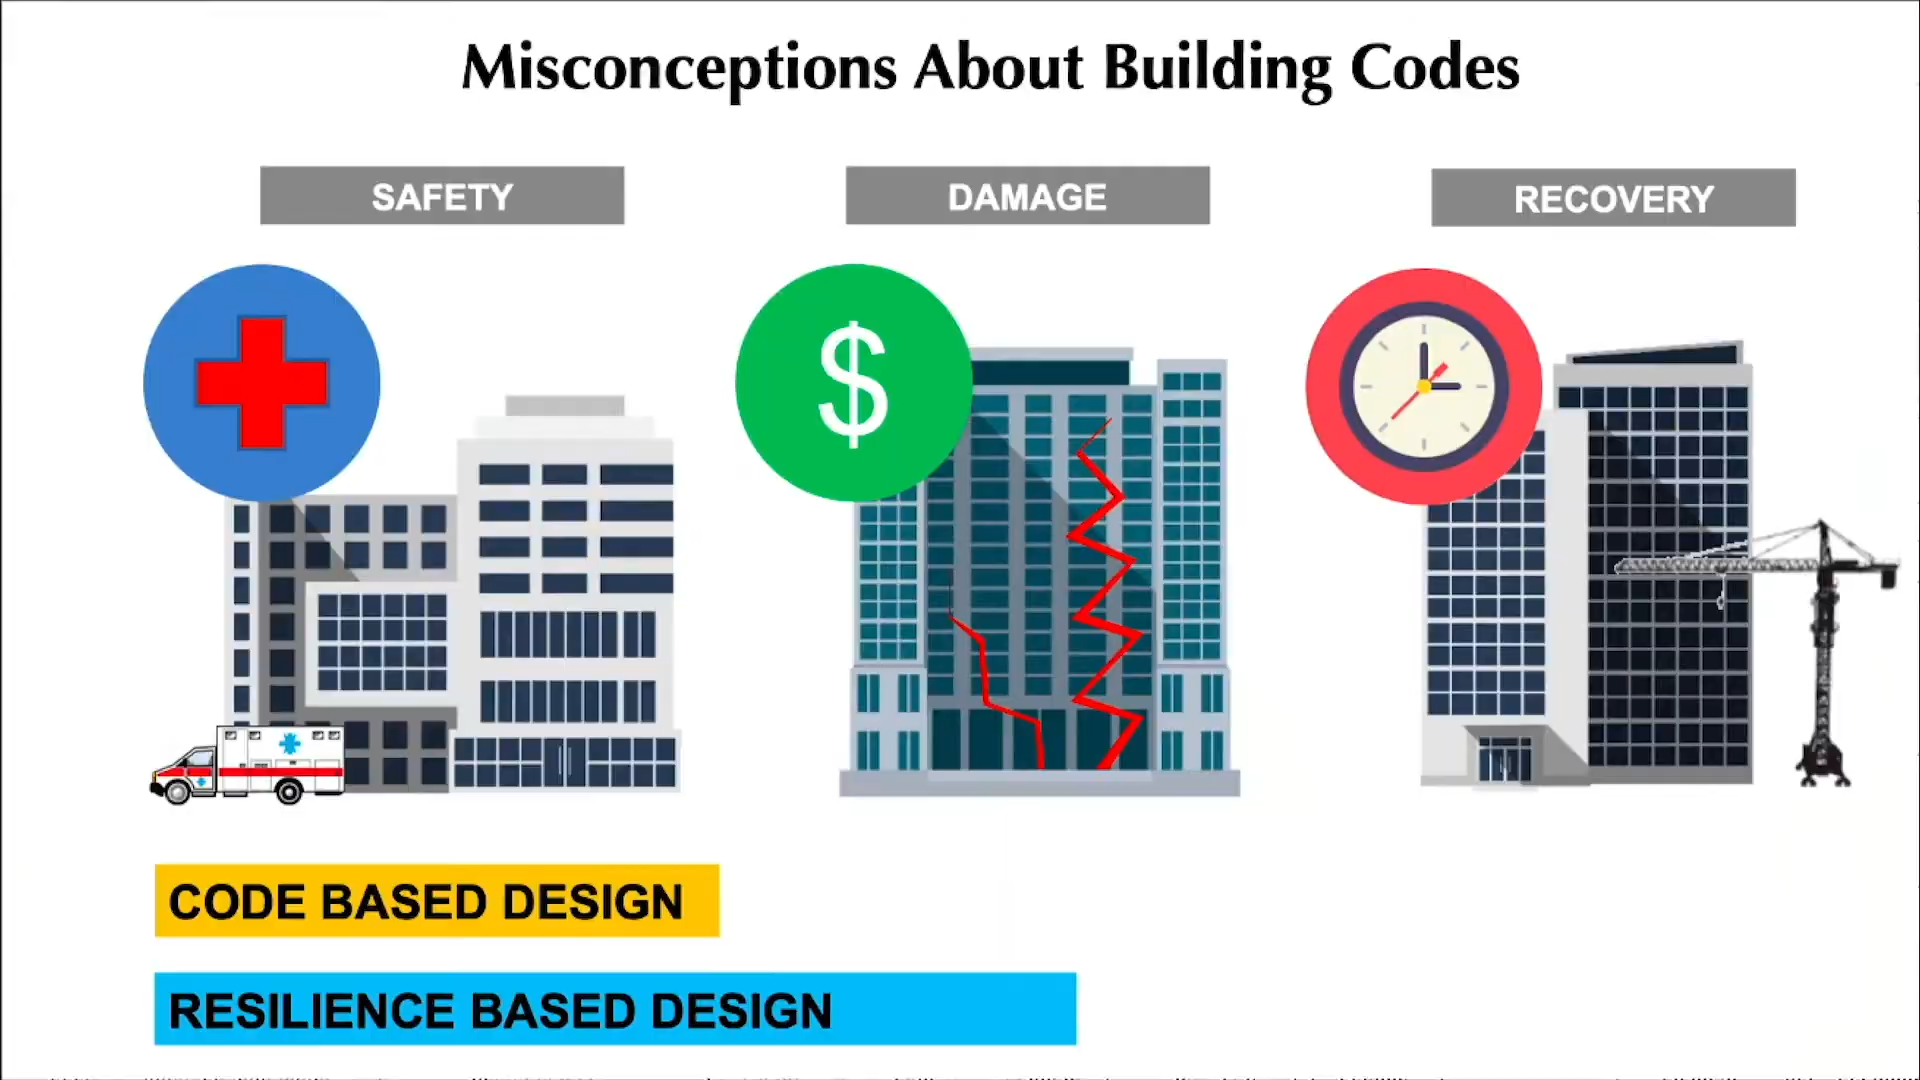 Misconceptions About Building Codes
SAFETY
DAMAGE
RECOVERY
$
CODE BASED DESIGN
RESILIENCE BASED DESIGN